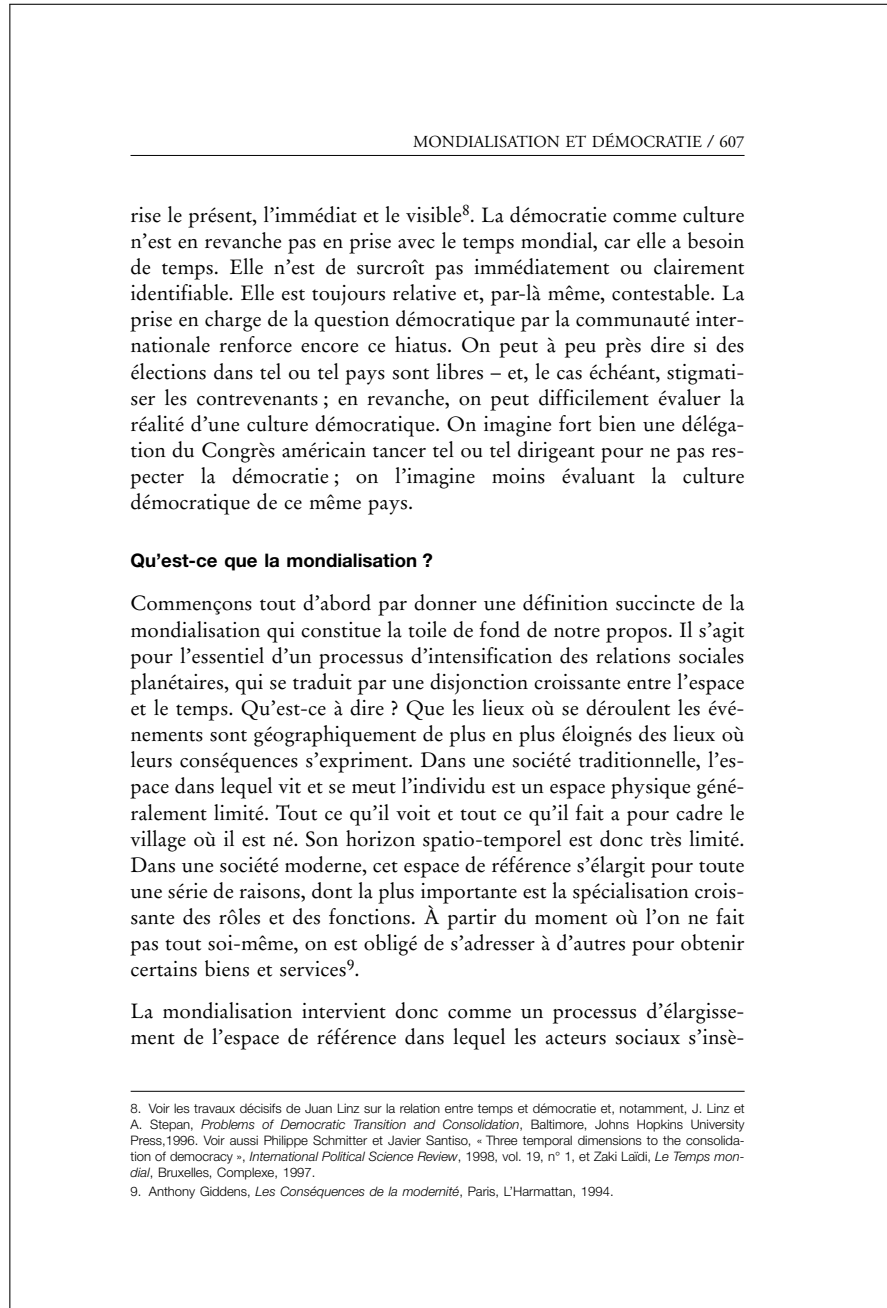 MONDIALISATION ET DÉMOCRATIE / 607
rise le présent, l’immédiat et le visible8. La démocratie comme culture
n’est en revanche pas en prise avec le temps mondial, car elle a besoin
de temps. Elle n’est de surcroît pas immédiatement ou clairement
identifiable. Elle est toujours relative et, par-là même, contestable. La
prise en charge de la question démocratique par la communauté inter-
nationale renforce encore ce hiatus. On peut à peu près dire si des
élections dans tel ou tel pays sont libres – et, le cas échéant, stigmati-
ser les contrevenants ; en revanche, on peut difficilement évaluer la
réalité d’une culture démocratique. On imagine fort bien une déléga-
tion du Congrès américain tancer tel ou tel dirigeant pour ne pas res-
pecter la démocratie ; on l’imagine moins évaluant la culture
démocratique de ce même pays.
Qu’est-ce que la mondialisation ?
Commençons tout d’abord par donner une définition succincte de la
mondialisation qui constitue la toile de fond de notre propos. Il s’agit
pour l’essentiel d’un processus d’intensification des relations sociales
planétaires, qui se traduit par une disjonction croissante entre l’espace
et le temps. Qu’est-ce à dire ? Que les lieux où se déroulent les évé-
nements sont géographiquement de plus en plus éloignés des lieux où
leurs conséquences s’expriment. Dans une société traditionnelle, l’es-
pace dans lequel vit et se meut l’individu est un espace physique géné-
ralement limité. Tout ce qu’il voit et tout ce qu’il fait a pour cadre le
village où il est né. Son horizon spatio-temporel est donc très limité.
Dans une société moderne, cet espace de référence s’élargit pour toute
une série de raisons, dont la plus importante est la spécialisation crois-
sante des rôles et des fonctions. À partir du moment où l’on ne fait
pas tout soi-même, on est obligé de s’adresser à d’autres pour obtenir
certains biens et services9.
La mondialisation intervient donc comme un processus d’élargisse-
ment de l’espace de référence dans lequel les acteurs sociaux s’insè-
8. Voir les travaux décisifs de Juan Linz sur la relation entre temps et démocratie et, notamment, J. Linz et
A. Stepan, Problems of Democratic Transition and Consolidation, Baltimore, Johns Hopkins University
Press,1996. Voir aussi Philippe Schmitter et Javier Santiso, « Three temporal dimensions to the consolida-
tion of democracy », International Political Science Review, 1998, vol. 19, n° 1, et Zaki Laïdi, Le Temps mon-
dial, Bruxelles, Complexe, 1997.
9. Anthony Giddens, Les Conséquences de la modernité, Paris, L’Harmattan, 1994.